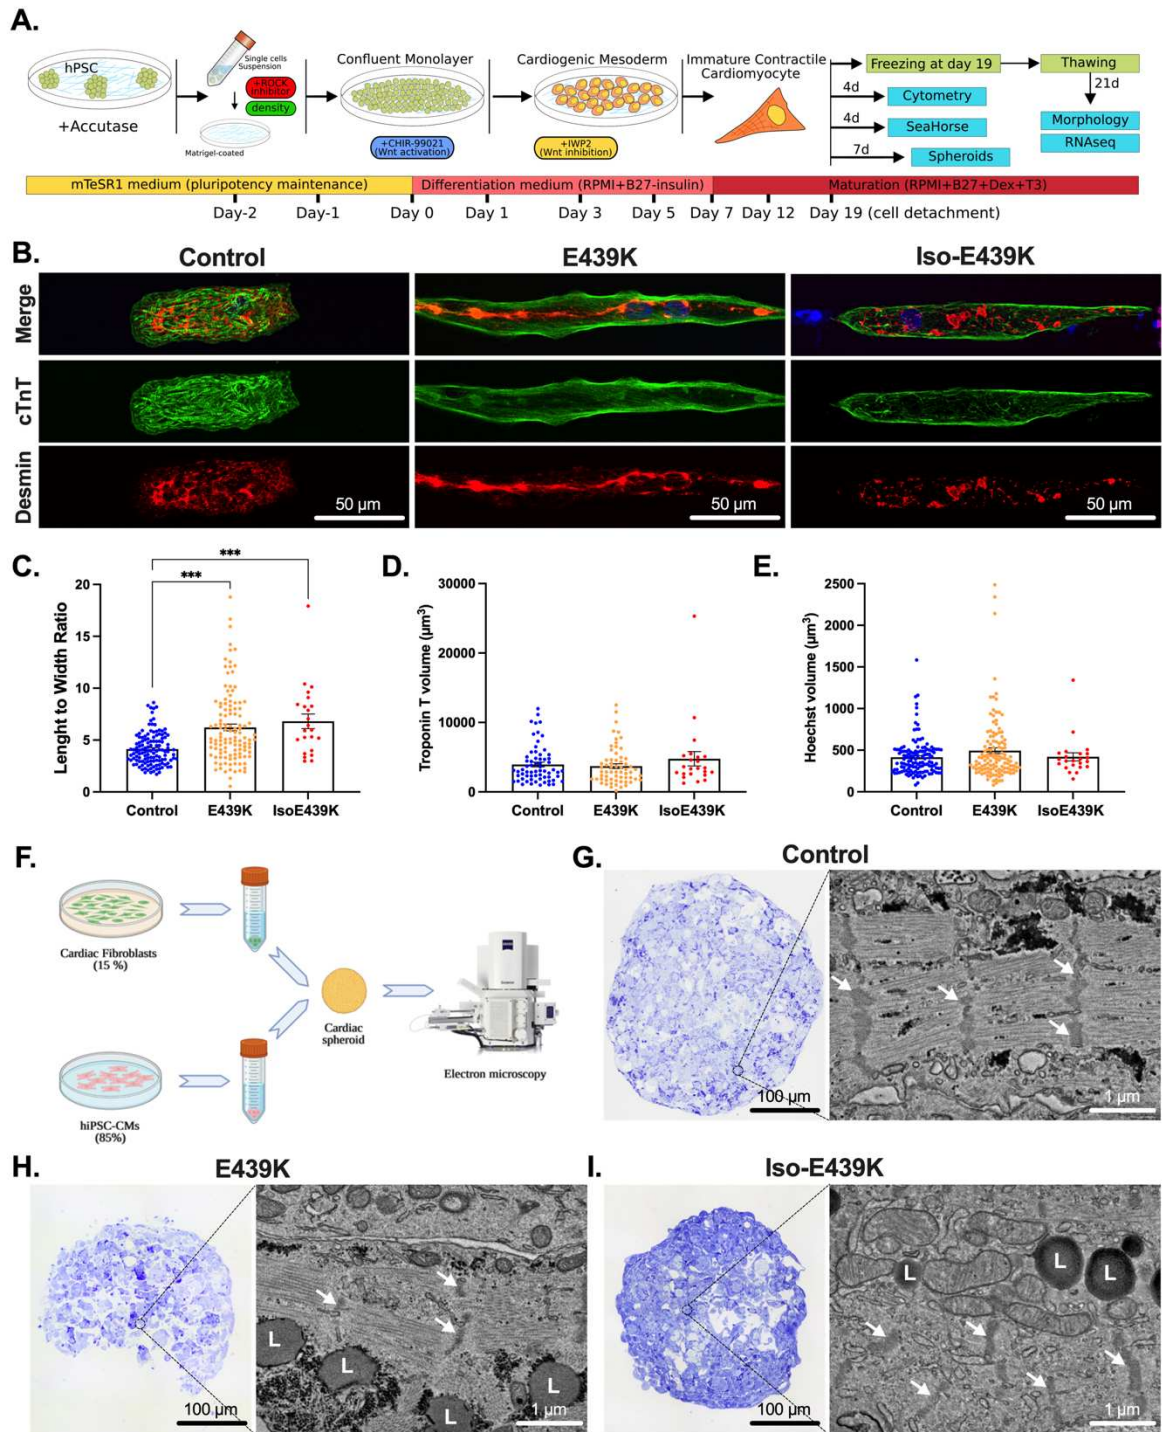 A.
hPSC
+Accutase
Single cells
Suspension
+ROCK
inhibitor
density
Matrigel-coated
Confluent Monolayer
+CHIR-99021
(Wnt activation)
Cardiogenic Mesoderm
+IWP2
(Wnt inhibition)
Immature Contractile
Cardiomyocyte
Freezing at day 19
Thawing
4d
Cytometry
21d
4d
SeaHorse
Morphology
7d
Spheroids
RNAseq
mTeSR1 medium (pluripotency maintenance)
Differentiation medium (RPMI+B27-insulin)
Maturation (RPMI+B27+Dex+T3)
Day-2
Day-1
Day 0
Day 1
Day 3
Day 5
Day 7
Day 12
Day 19 (cell detachment)
B.
Control
E439K
Iso-E439K
Merge
cTnT
Desmin
50 µm
50 µm
50 µm
C.
Lenght to Width Ratio
20
15
10
5
0
***
***
Control
E439K
IsoE439K
D.
Troponin T volume (µm³)
30000
20000
10000
0
Control
E439K
IsoE439K
E.
Hoechst volume (µm³)
2500
2000
1500
1000
500
0
Control
E439K
IsoE439K
F.
Cardiac Fibroblasts
(15 %)
hiPSC-CMs
(85%)
Cardiac
spheroid
Electron microscopy
G.
Control
100 µm
1 µm
H.
E439K
L
L
L
L
100 µm
1 µm
I.
Iso-E439K
L
L
L
100 µm
1 µm